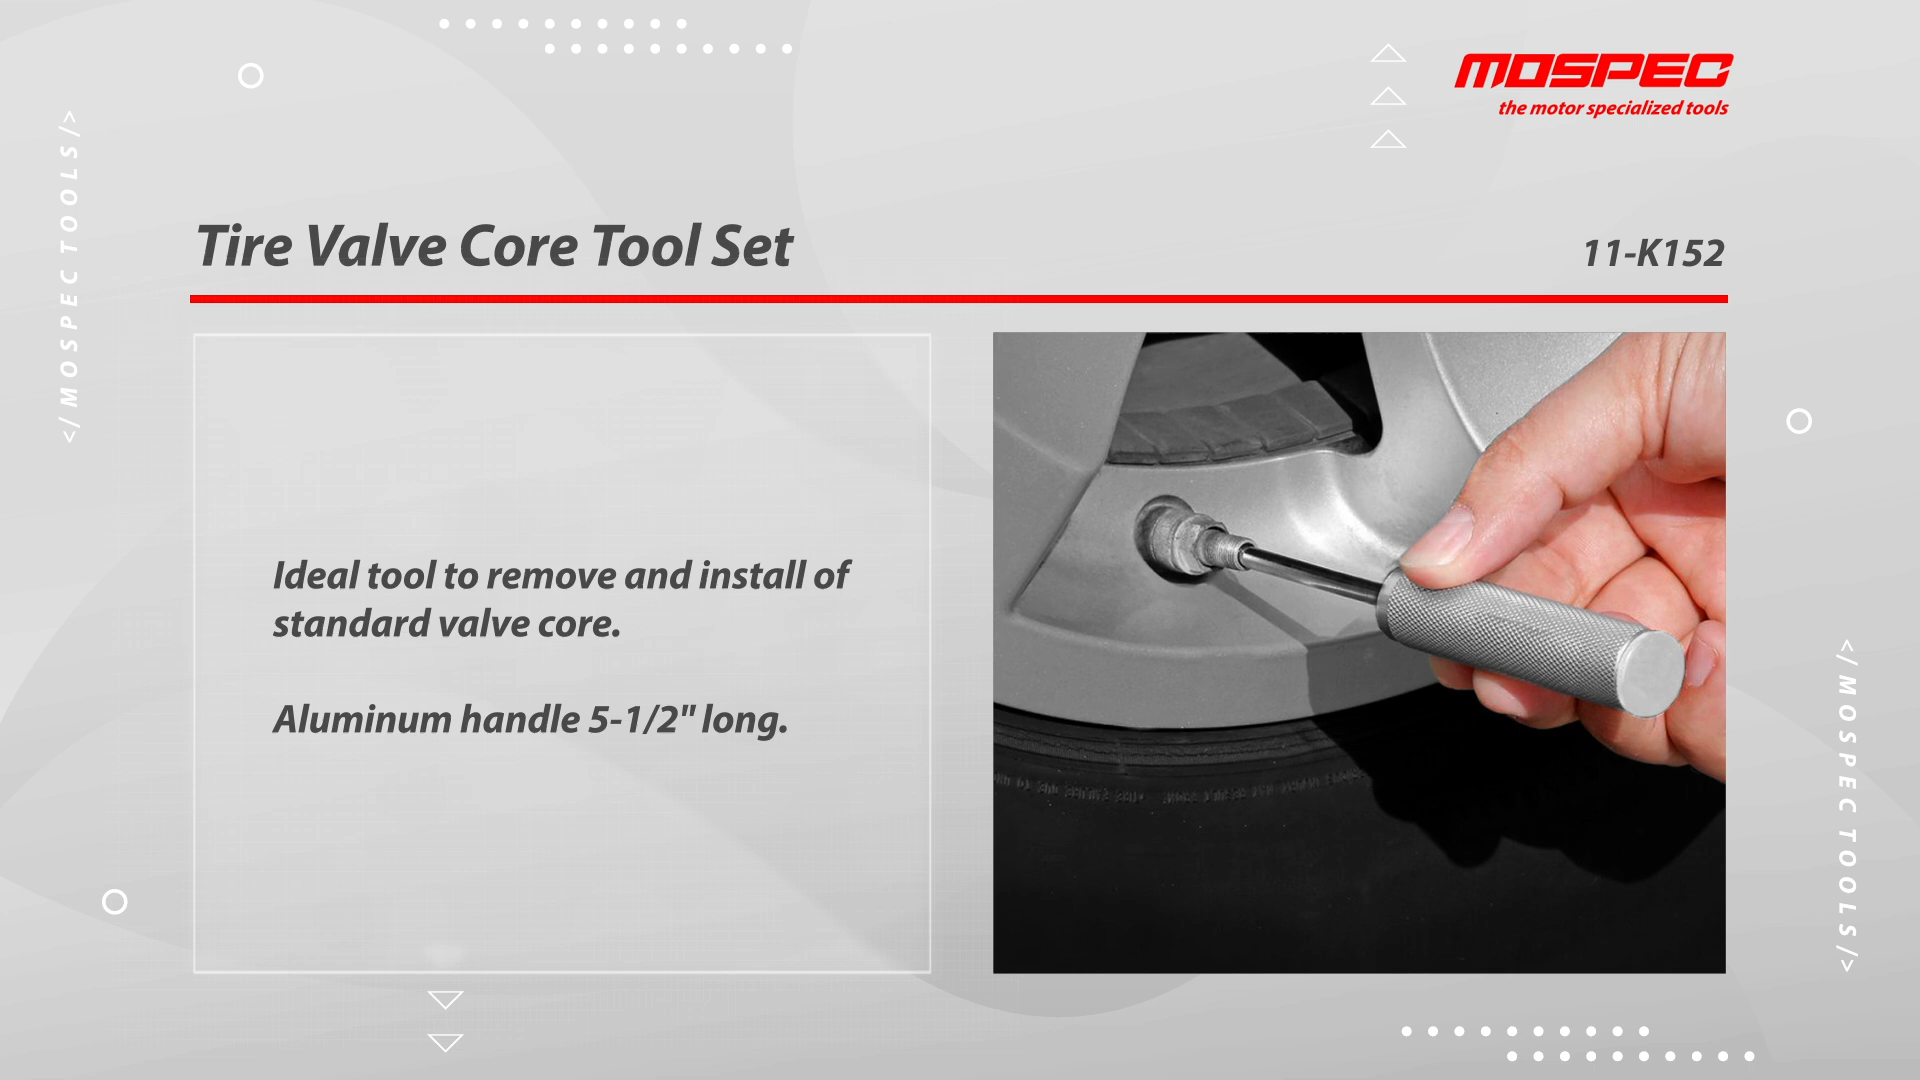 MOSPEC
the motor specialized tools
</MOSPEC TOOLS/>
Tire Valve Core Tool Set
11-K152
Ideal tool to remove and install of
standard valve core.
Aluminum handle 5-1/2" long.
</MOSPEC TOOLS/>